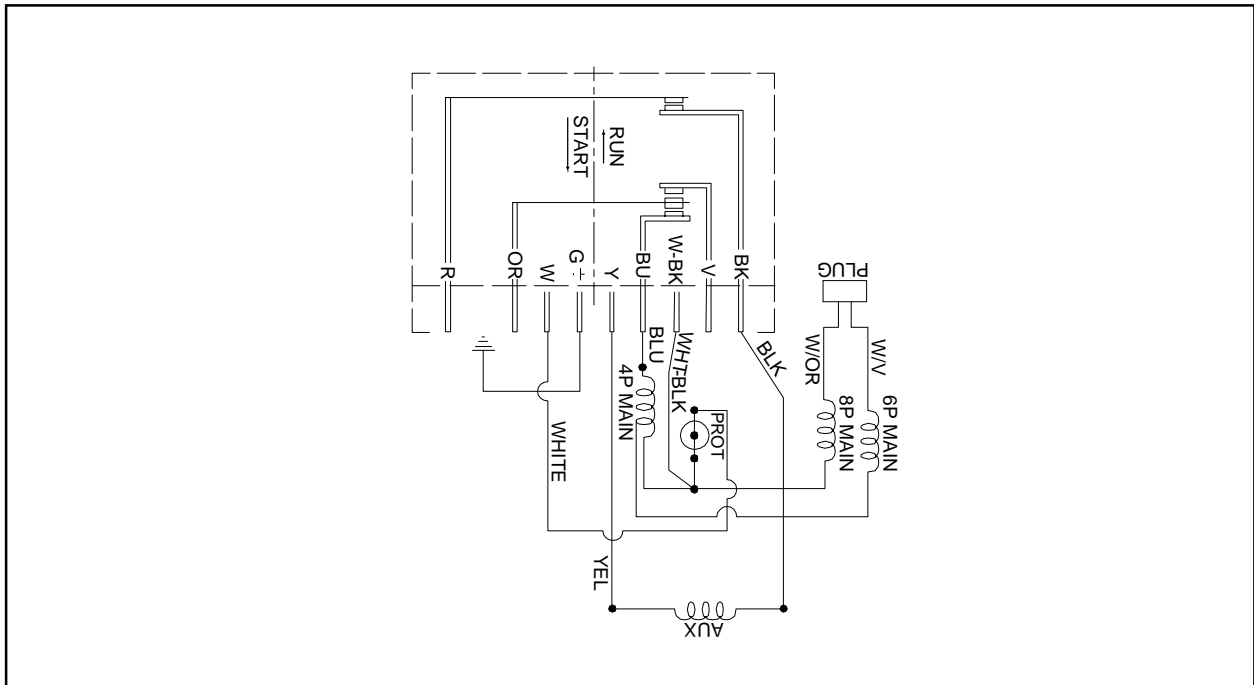 RUN
START
R
OR
W
G
Y
BU
W-BK
V
BK
PLUG
BLU
WHT-BLK
BLK
W/OR
W/V
4P MAIN
PROT
8P MAIN
6P MAIN
WHITE
YEL
AUX